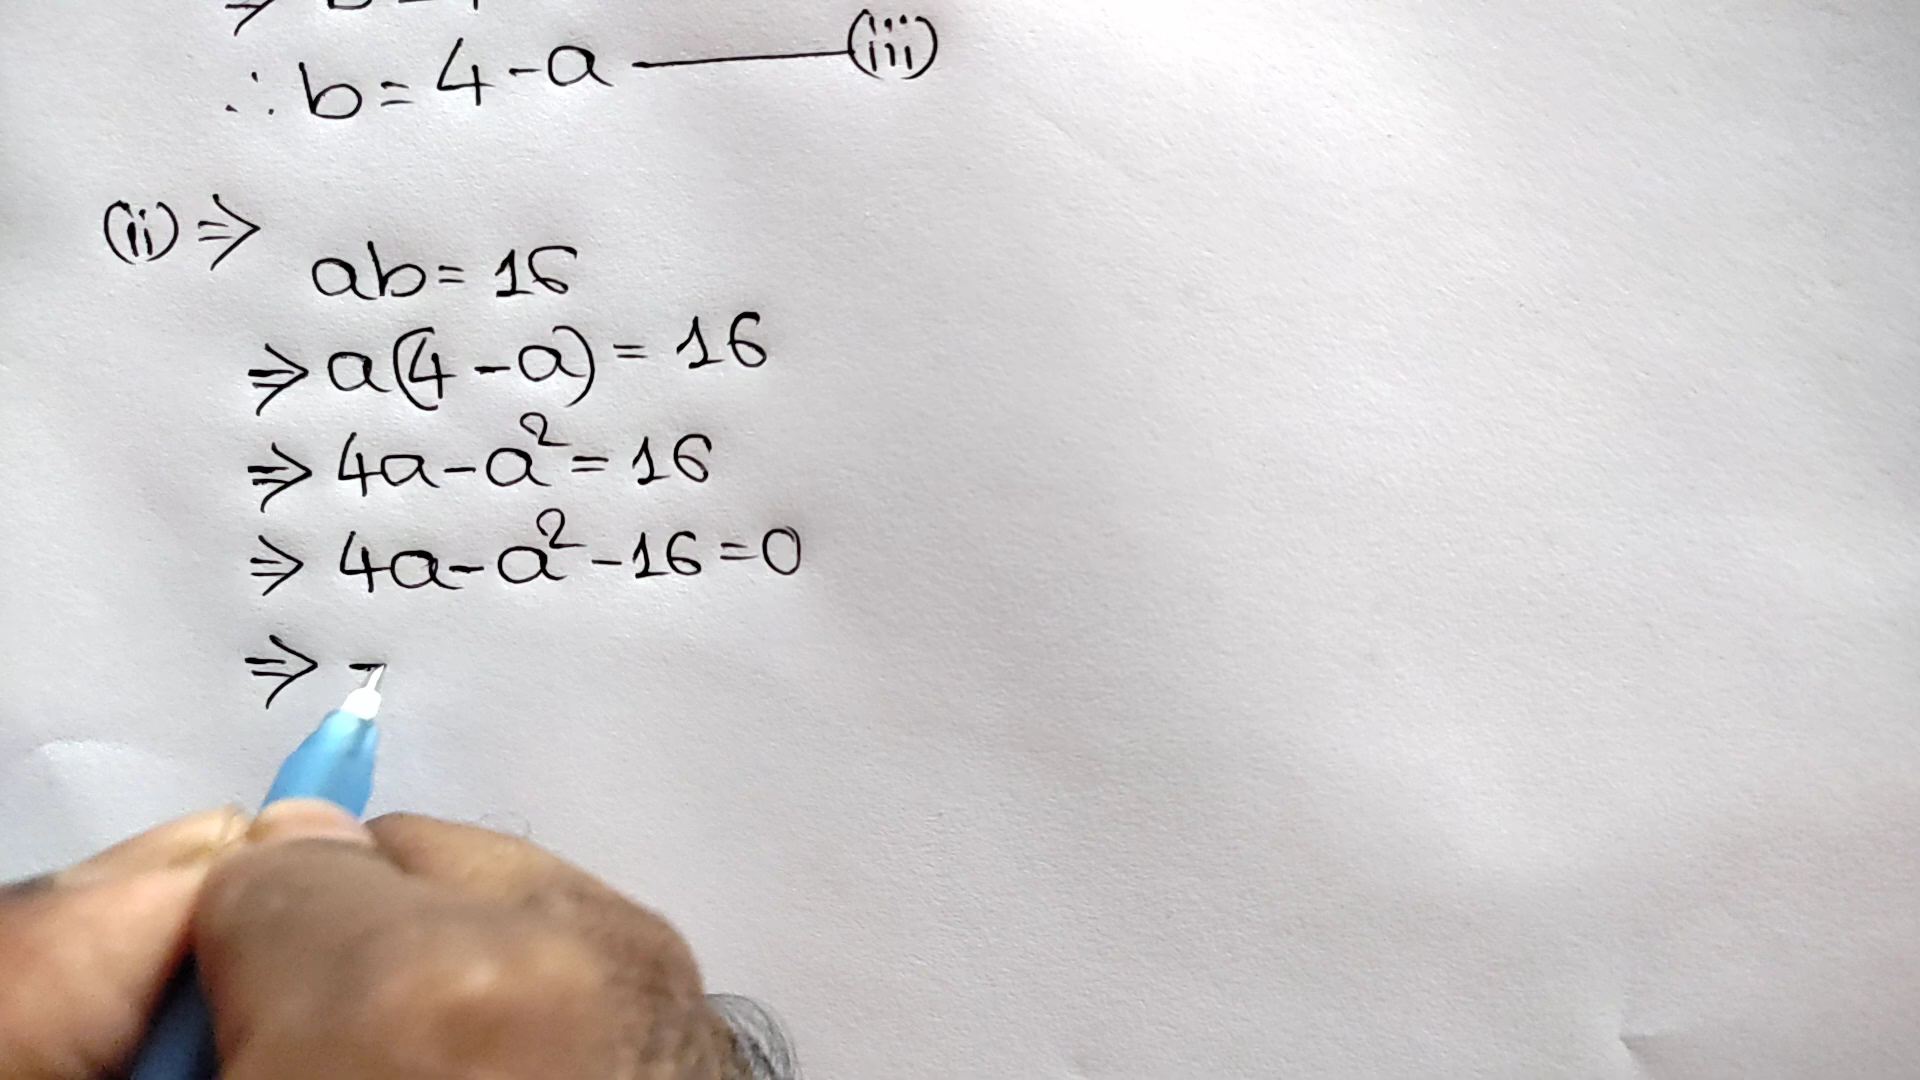 ∴ b = 4 - a —— (iii)
(ii) ⇒
ab = 16
⇒ a(4 - a) = 16
⇒ 4a - a² = 16
⇒ 4a - a² - 16 = 0
⇒ -